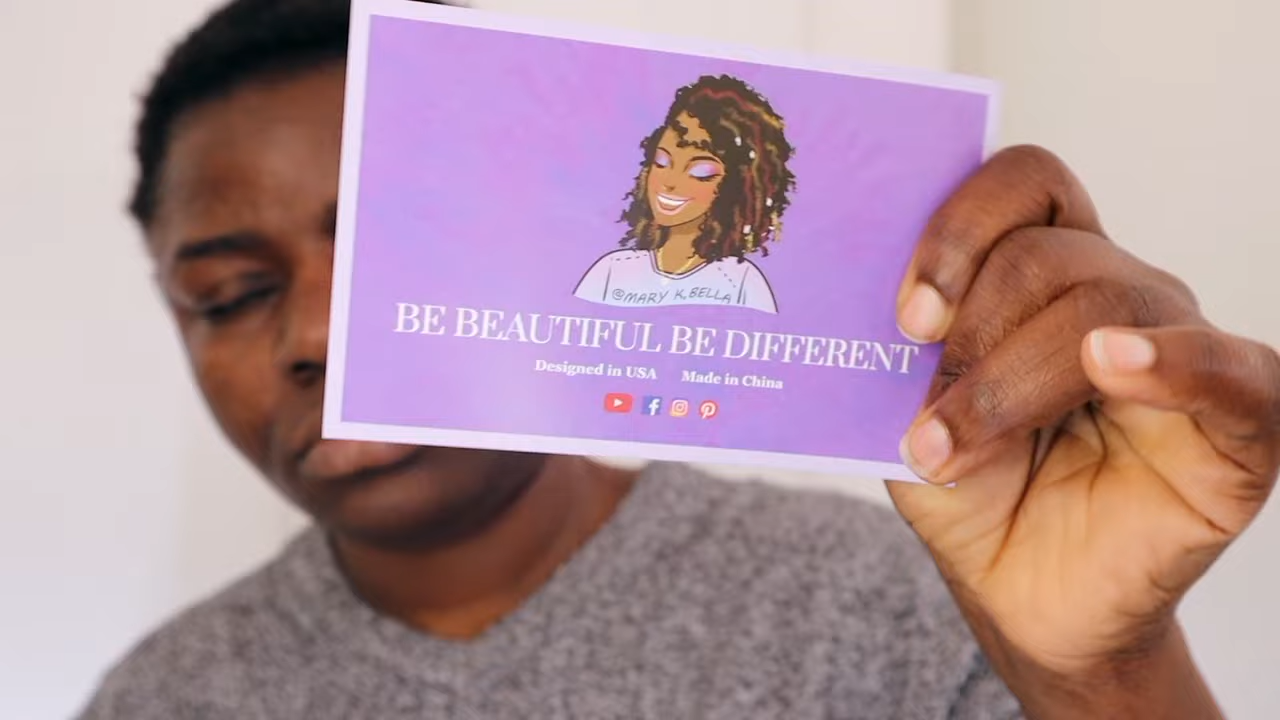 @MARY K.BELLA
BE BEAUTIFUL BE DIFFERENT
Designed in USA Made in China